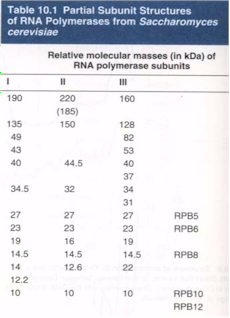 Table 10.1 Partial Subunit Structures
of RNA Polymerases from Saccharomyces
cerevisiae
Relative molecular masses (in kDa) of
RNA polymerase subunits
I II III
190 220 160
(185)
135 150 128
49 82
43 53
40 44.5 40
37
34.5 32 34
31
27 27 27 RPB5
23 23 23 RPB6
19 16 19
14.5 14.5 14.5 RPB8
14 12.6 22
12.2
10 10 10 RPB10
RPB12